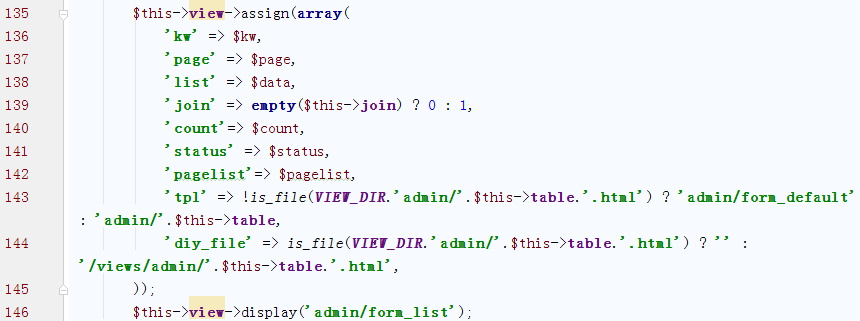 135 $this->view->assign(array(
136 'kw' => $kw,
137 'page' => $page,
138 'list' => $data,
139 'join' => empty($this->join) ? 0 : 1,
140 'count'=> $count,
141 'status' => $status,
142 'pagelist'=> $pagelist,
143 'tpl' => !is_file(VIEW_DIR.'admin/'.$this->table.'.html') ? 'admin/form_default'
: 'admin/'.$this->table,
144 'diy_file' => is_file(VIEW_DIR.'admin/'.$this->table.'.html') ? '' :
'/views/admin/'.$this->table.'.html',
145 ));
146 $this->view->display('admin/form_list');